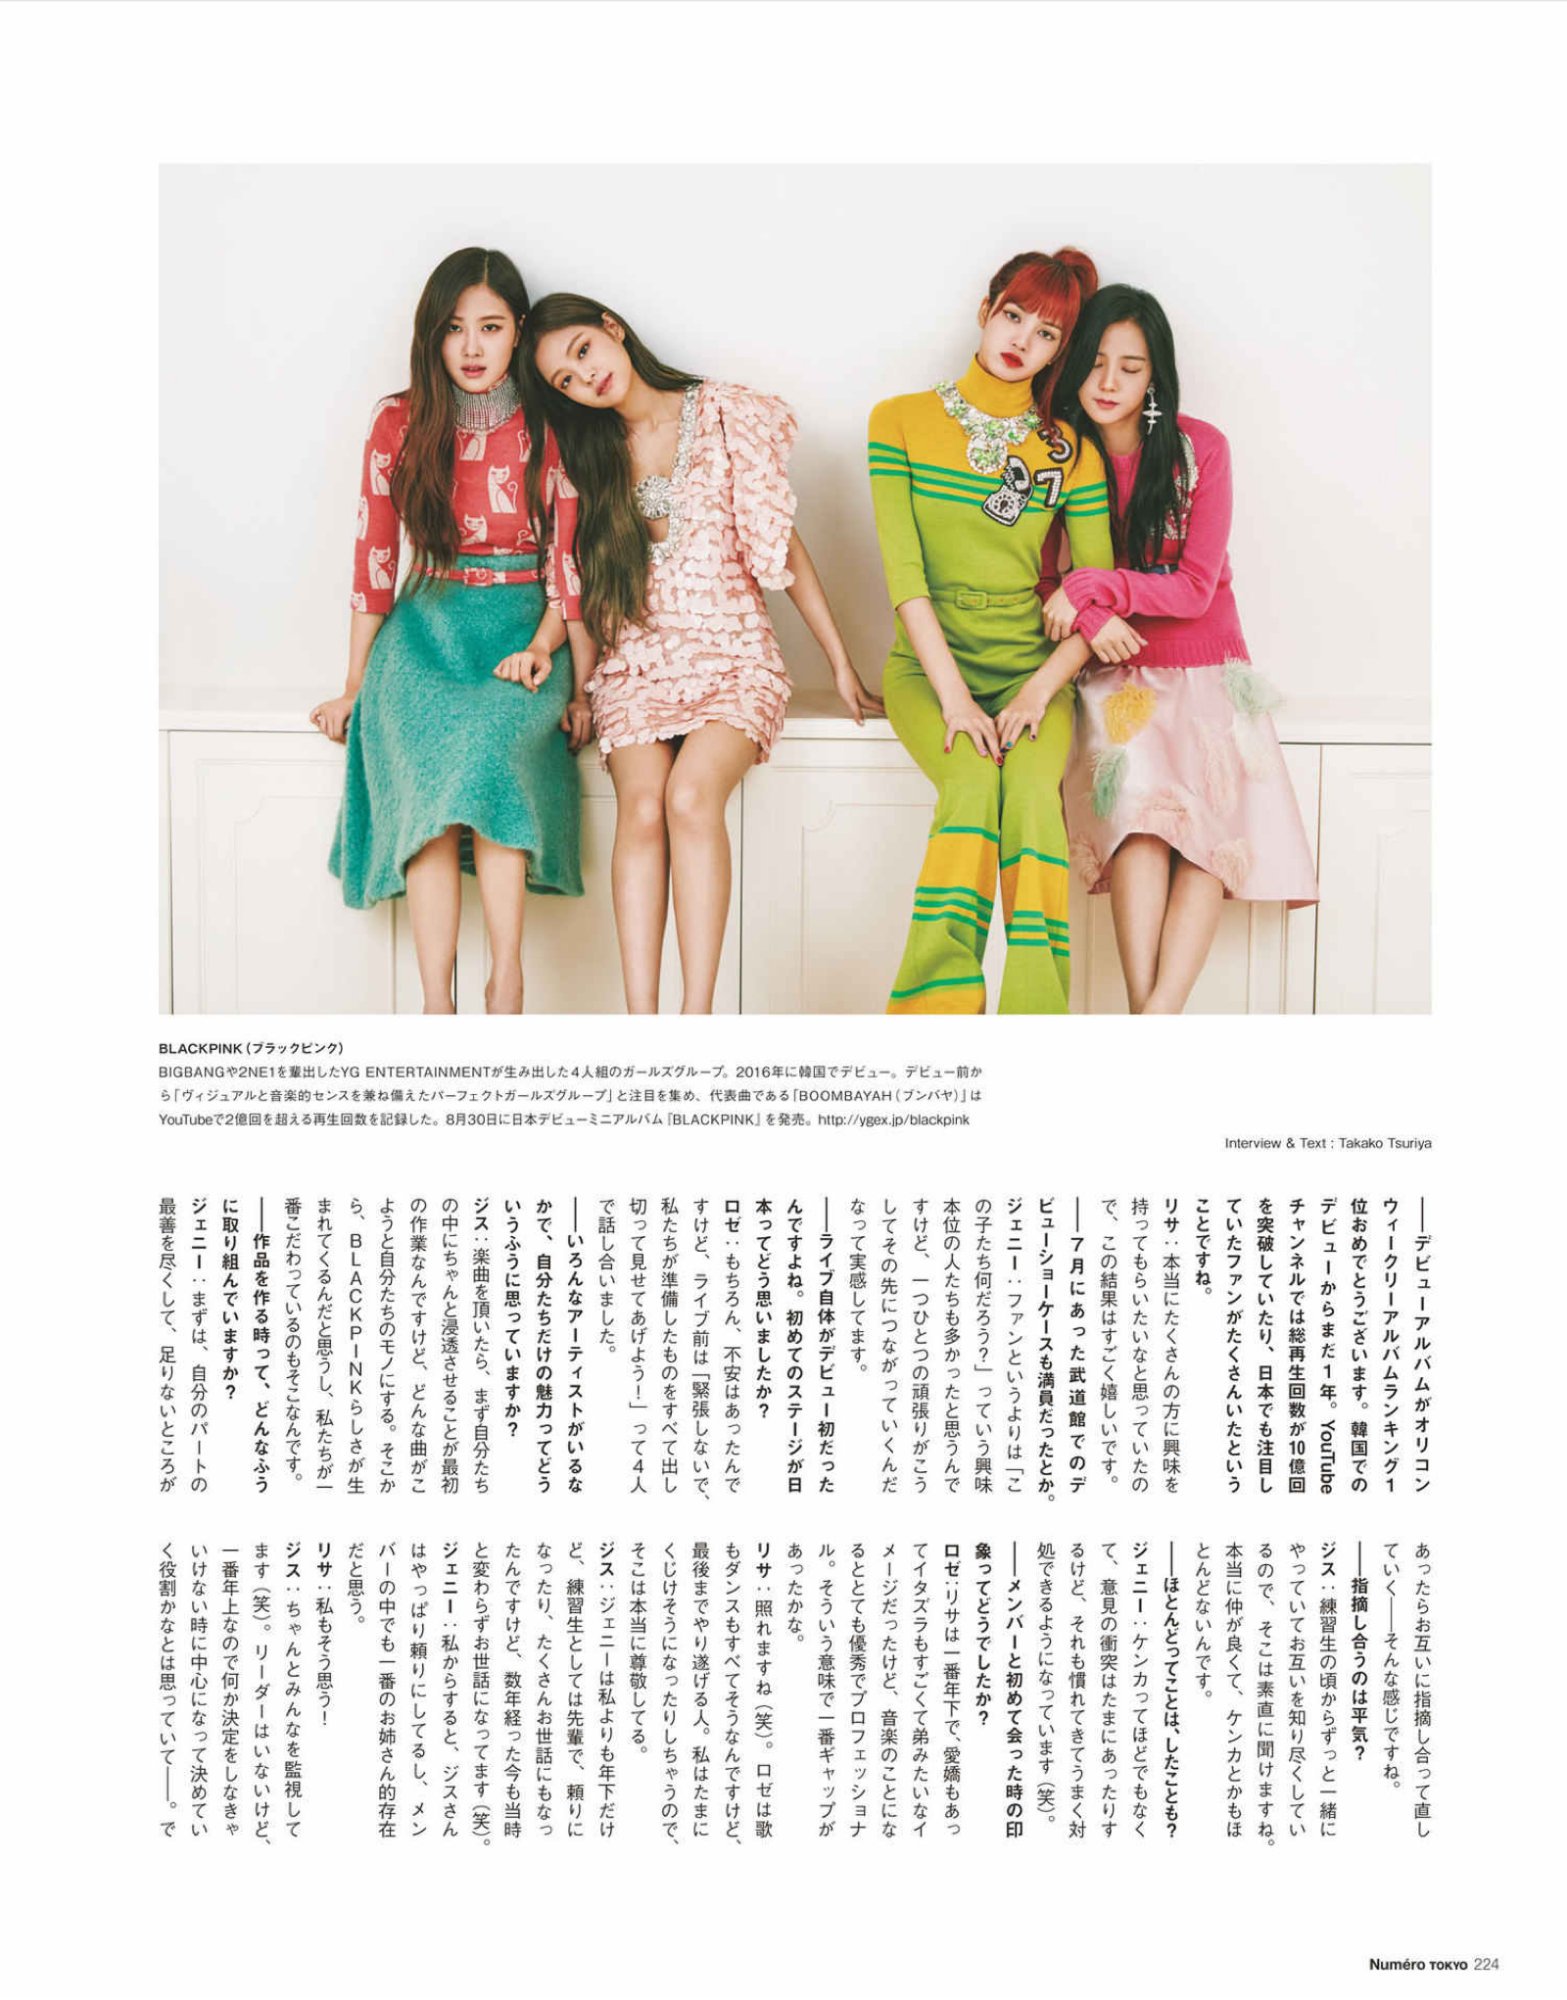 BLACKPINK（ブラックピンク）
BIGBANGや2NE1を輩出したYG ENTERTAINMENTが生み出した4人組のガールズグループ。2016年に韓国でデビュー。デビュー前か
ら「ヴィジュアルと音楽的センスを兼ね備えたパーフェクトガールズグループ」と注目を集め、代表曲である「BOOMBAYAH（ブンバヤ）」は
YouTubeで2億回を超える再生回数を記録した。8月30日に日本デビューミニアルバム『BLACKPINK』を発売。http://ygex.jp/blackpink
Interview & Text : Takako Tsuriya
——デビューアルバムがオリコン
ウィークリーアルバムランキング1
位おめでとうございます。韓国での
デビューからまだ1年。YouTube
チャンネルでは総再生回数が10億回
を突破していたり、日本でも注目し
ていたファンがたくさんいたという
ことですね。
リサ：本当にたくさんの方に興味を
持ってもらいたいなと思っていたの
で、この結果はすごく嬉しいです。
——7月にあった武道館でのデ
ビューショーケースも満員だったとか。
ジェニー：ファンというよりは「こ
の子たち何だろう？」っていう興味
本位の人たちも多かったと思うんで
すけど、一つひとつの頑張りがこう
してその先につながっていくんだ
なって実感してます。
——ライブ自体がデビュー初だった
んですよね。初めてのステージが日
本ってどう思いましたか？
ロゼ：もちろん、不安はあったんで
すけど、ライブ前は「緊張しないで、
私たちが準備したものをすべて出し
切って見せてあげよう！」って4人
で話し合いました。
——いろんなアーティストがいるな
かで、自分たちだけの魅力ってどう
いうふうに思っていますか？
ジス：楽曲を頂いたら、まず自分たち
の中にちゃんと浸透させることが最初
の作業なんですけど、どんな曲がこ
ようと自分たちのモノにする。そこか
ら、BLACKPINKらしさが生
まれてくるんだと思うし、私たちが一
番こだわっているのもそこなんです。
——作品を作る時って、どんなふう
に取り組んでいますか？
ジェニー：まずは、自分のパートの
最善を尽くして、足りないところが
あったらお互いに指摘し合って直し
ていく——そんな感じですね。
——指摘し合うのは平気？
ジス：練習生の頃からずっと一緒に
やっていてお互いを知り尽くしてい
るので、そこは素直に聞けますね。
本当に仲が良くて、ケンカとかもほ
とんどないんです。
——ほとんどってことは、したことも？
ジェニー：ケンカってほどでもなく
て、意見の衝突はたまにあったりす
るけど、それも慣れてきてうまく対
処できるようになっています（笑）。
——メンバーと初めて会った時の印
象ってどうでしたか？
ロゼ：リサは一番年下で、愛嬌もあっ
てイタズラもすごくて弟みたいなイ
メージだったけど、音楽のことにな
るととても優秀でプロフェッショナ
ル。そういう意味で一番ギャップが
あったかな。
リサ：照れますね（笑）。ロゼは歌
もダンスもすべてそうなんですけど、
最後までやり遂げる人。私はたまに
くじけそうになったりしちゃうので、
そこは本当に尊敬してる。
ジス：ジェニーは私よりも年下だけ
ど、練習生としては先輩で、頼りに
なったり、たくさんお世話にもなっ
たんですけど、数年経った今も当時
と変わらずお世話になってます（笑）。
ジェニー：私からすると、ジスさん
はやっぱり頼りにしてるし、メン
バーの中でも一番のお姉さん的存在
だと思う。
リサ：私もそう思う！
ジス：ちゃんとみんなを監視して
ます（笑）。リーダーはいないけど、
一番年上なので何か決定をしなきゃ
いけない時に中心になって決めてい
く役割かなとは思っていて——。で
Numéro TOKYO 224